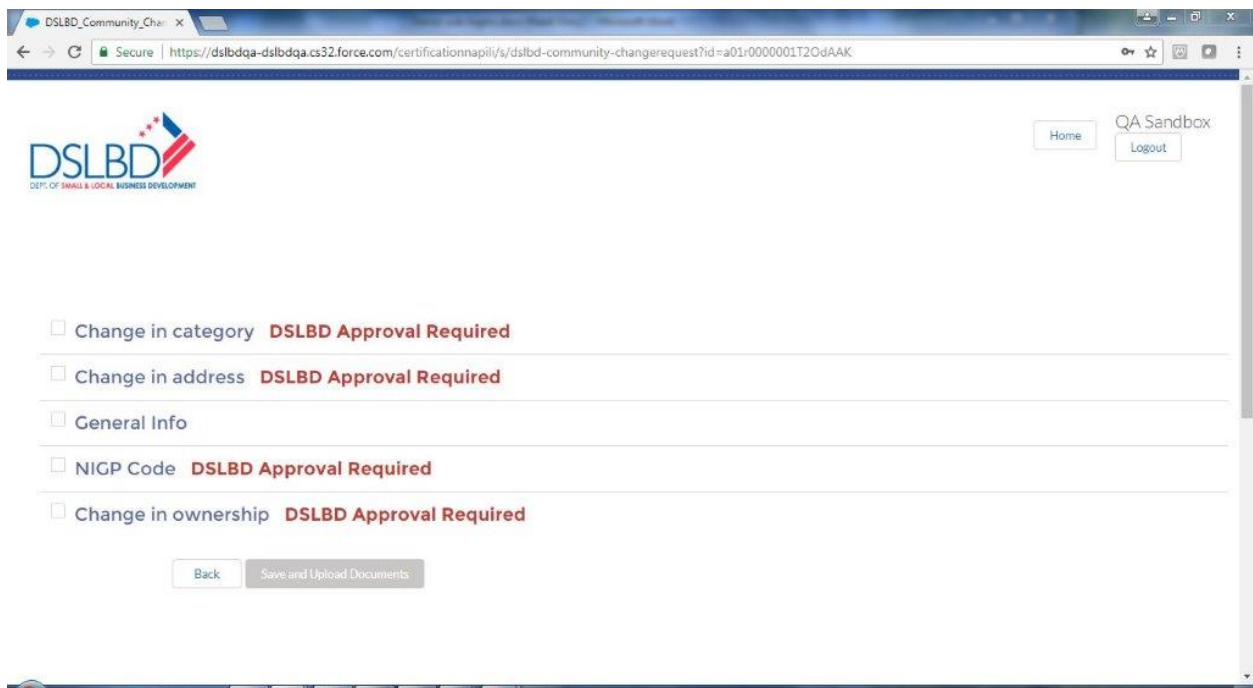 DSLBD_Community_Cha
Secure | https://dslbdqa-dslbdqa.cs32.force.com/certificationnapili/s/dslbd-community-changerequest?id=a01r0000001T2OdAAK
DSLBD
DEPT. OF SMALL & LOCAL BUSINESS DEVELOPMENT
Home
QA Sandbox
Logout
Change in category DSLBD Approval Required
Change in address DSLBD Approval Required
General Info
NIGP Code DSLBD Approval Required
Change in ownership DSLBD Approval Required
Back Save and Upload Documents